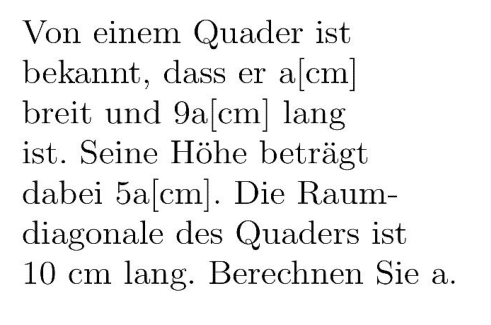 Von einem Quader ist
bekannt, dass er a[cm]
breit und 9a[cm] lang
ist. Seine Höhe beträgt
dabei 5a[cm]. Die Raum-
diagonale des Quaders ist
10 cm lang. Berechnen Sie a.